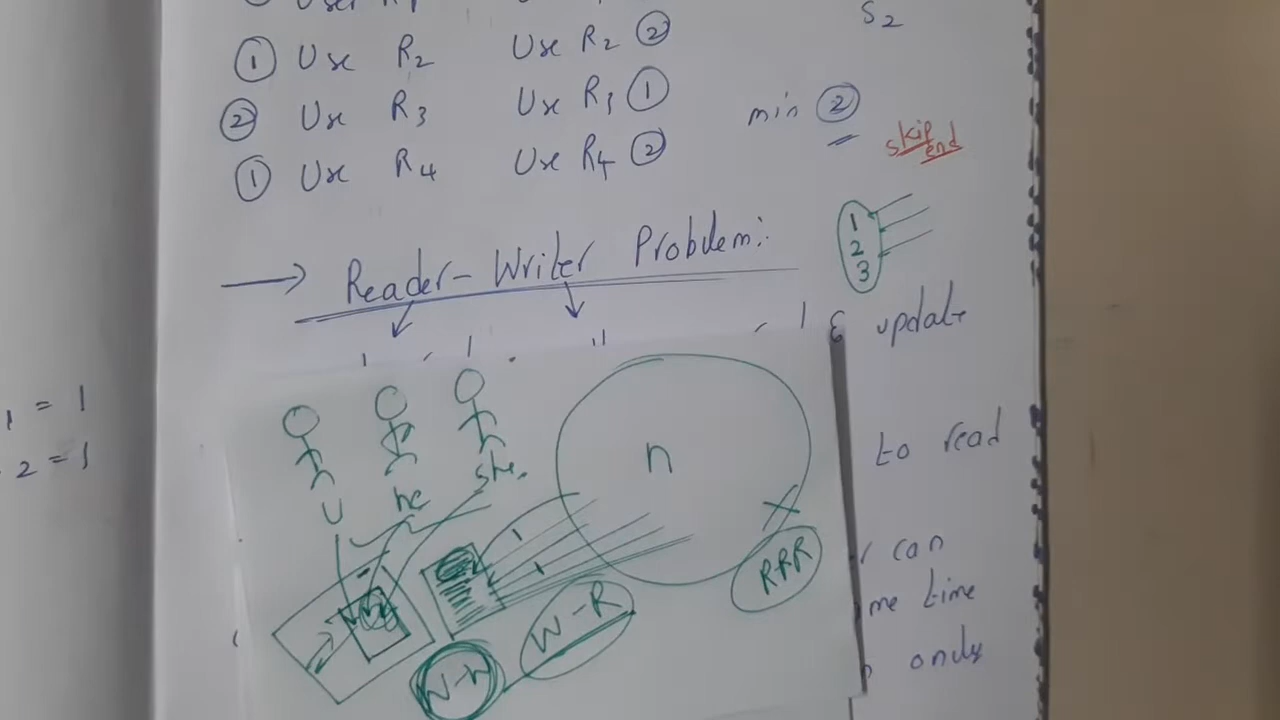 ① Use R2 Use R2 ②
② Use R3 Use R3 ①
① Use R4 Use R4 ②
S2
min ②
skip
end
→ Reader-Writer Problem:
1
2
3
& update
to read
can
me time
only
1 = 1
2 = 1
U he she.
n
W-W W-R RRR